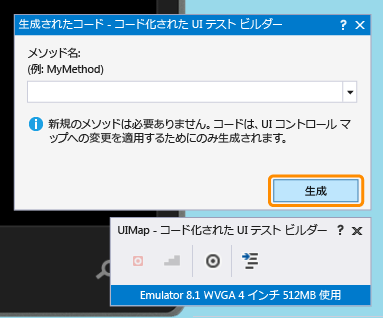 生成されたコード - コード化された UI テスト ビルダー ? ×
メソッド名:
(例: MyMethod)
新規のメソッドは必要ありません。コードは、UI コントロール マ
ップへの変更を適用するためにのみ生成されます。
生成
UIMap - コード化された UI テスト ビルダー ? ×
Emulator 8.1 WVGA 4 インチ 512MB 使用